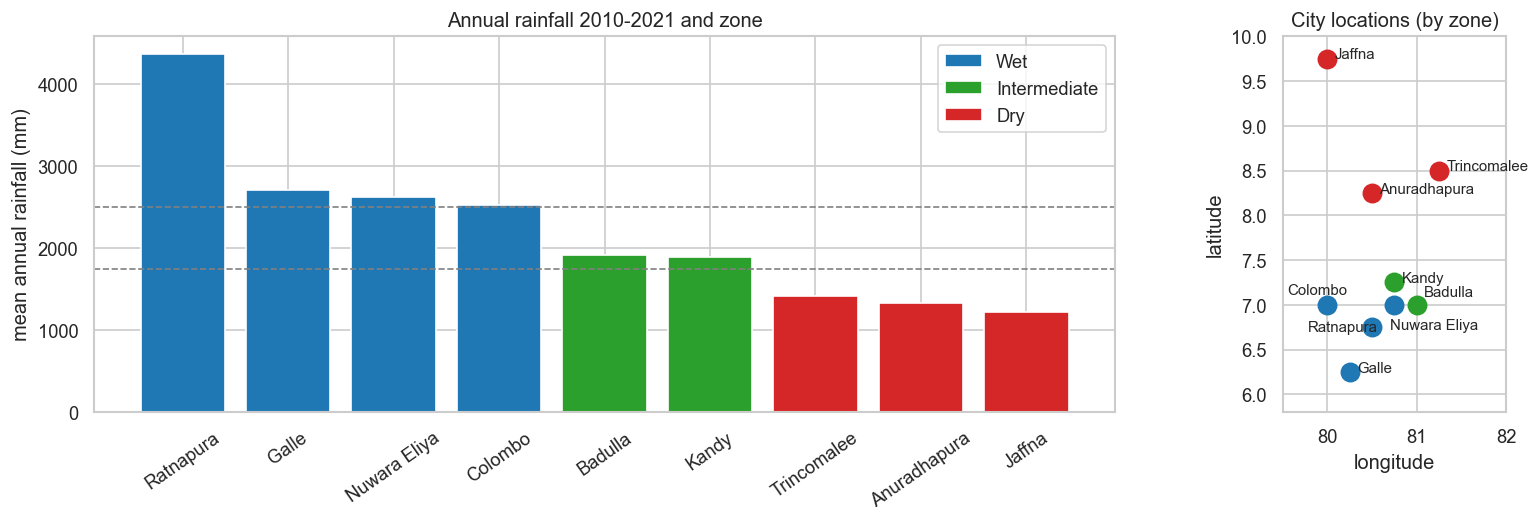 Annual rainfall 2010-2021 and zone
mean annual rainfall (mm)
4000
3000
2000
1000
0
Wet
Intermediate
Dry
Ratnapura
Galle
Nuwara Eliya
Colombo
Badulla
Kandy
Trincomalee
Anuradhapura
Jaffna
City locations (by zone)
latitude
10.0
9.5
9.0
8.5
8.0
7.5
7.0
6.5
6.0
Jaffna
Trincomalee
Anuradhapura
Kandy
Colombo
Badulla
Ratnapura
Nuwara Eliya
Galle
80
81
82
longitude